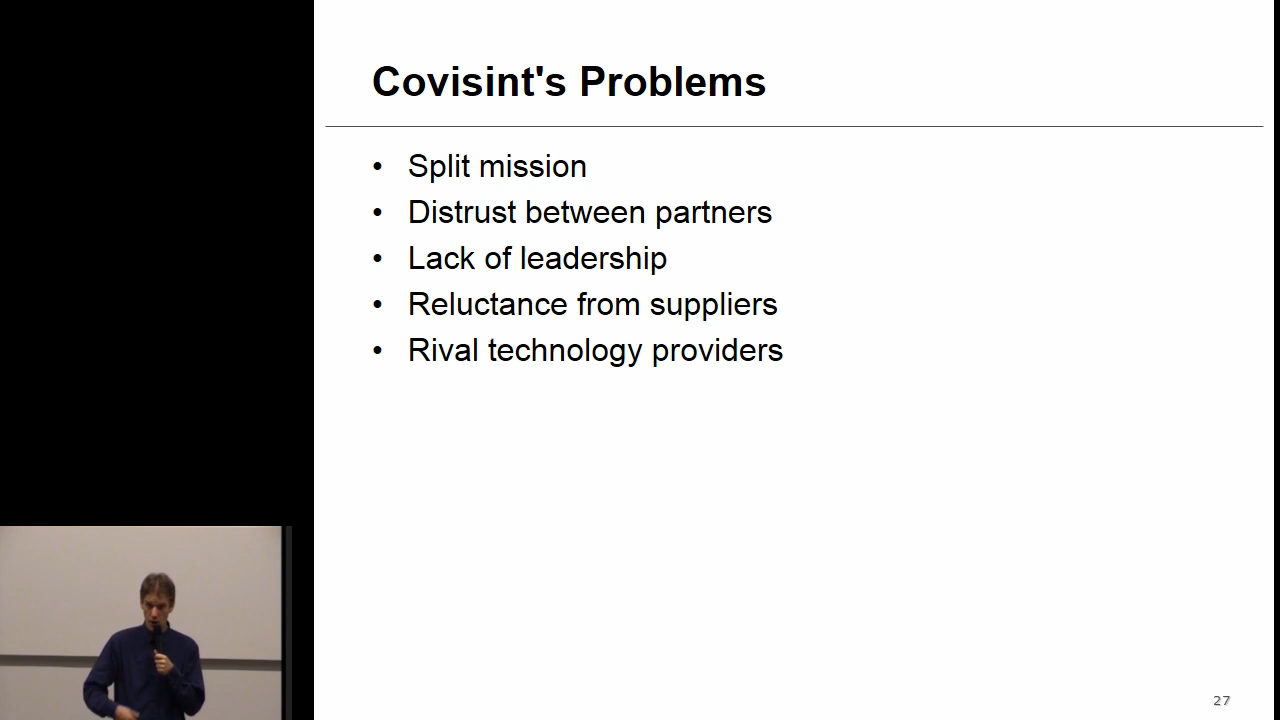 Covisint's Problems
• Split mission
• Distrust between partners
• Lack of leadership
• Reluctance from suppliers
• Rival technology providers
27